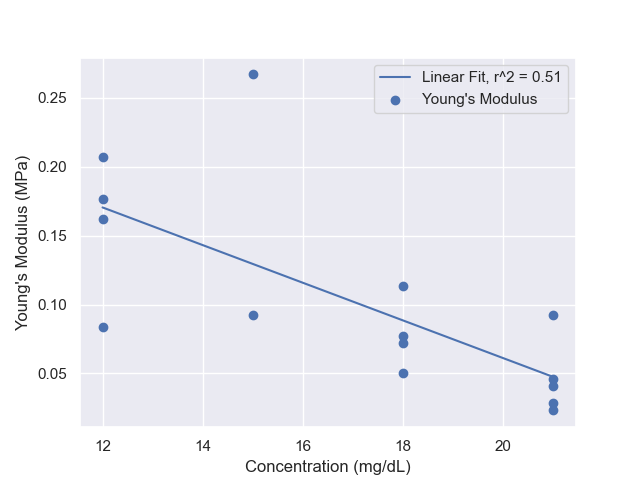 Linear Fit, r^2 = 0.51
Young's Modulus
0.25
0.20
0.15
0.10
0.05
Young's Modulus (MPa)
12 14 16 18 20
Concentration (mg/dL)